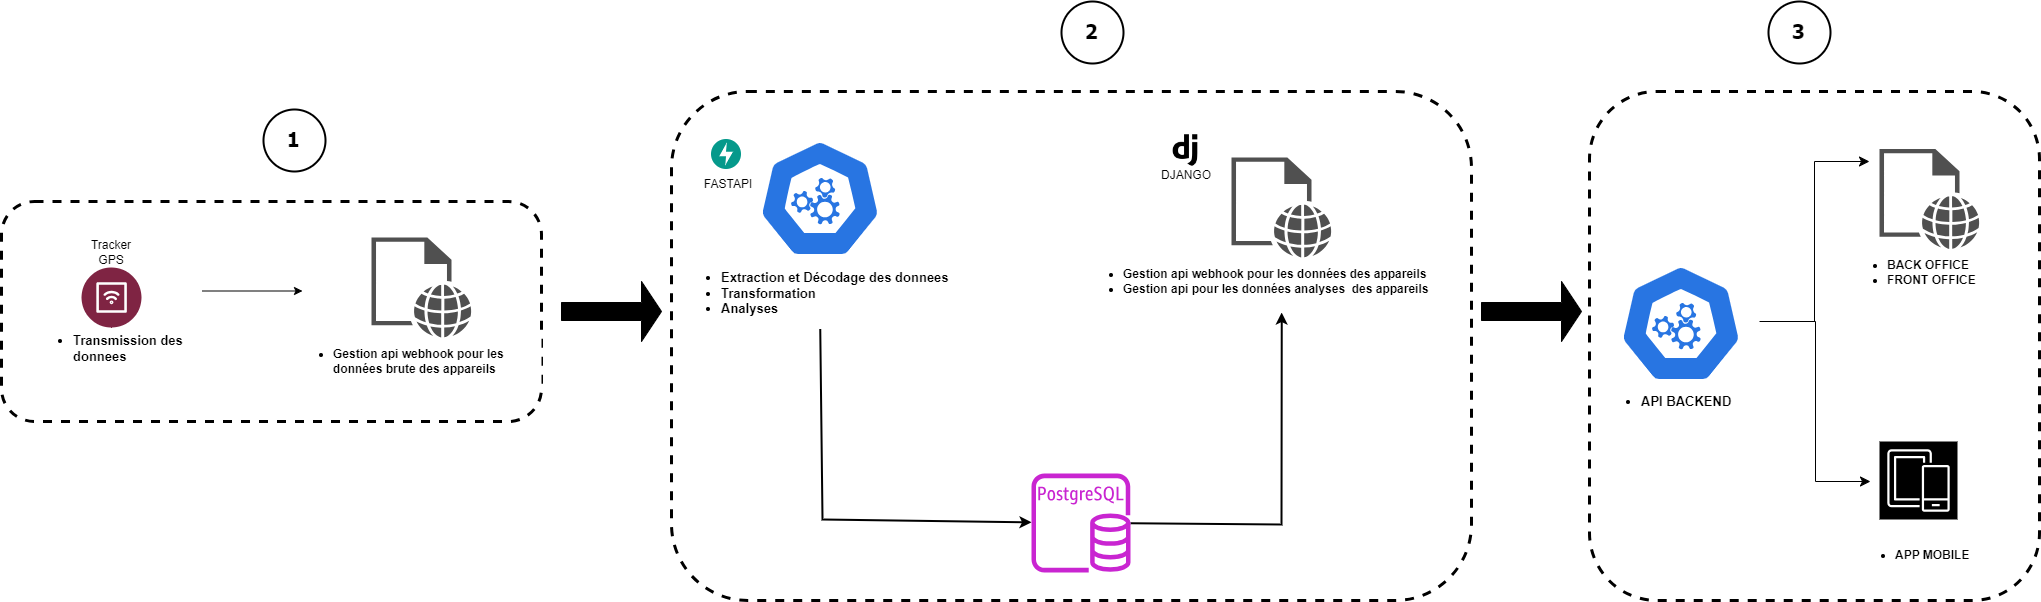 1
Tracker
GPS
• Transmission des
donnees
• Gestion api webhook pour les
données brute des appareils
2
FASTAPI
• Extraction et Décodage des donnees
• Transformation
• Analyses
dj
DJANGO
• Gestion api webhook pour les données des appareils
• Gestion api pour les données analyses des appareils
PostgreSQL
3
• API BACKEND
• BACK OFFICE
• FRONT OFFICE
• APP MOBILE